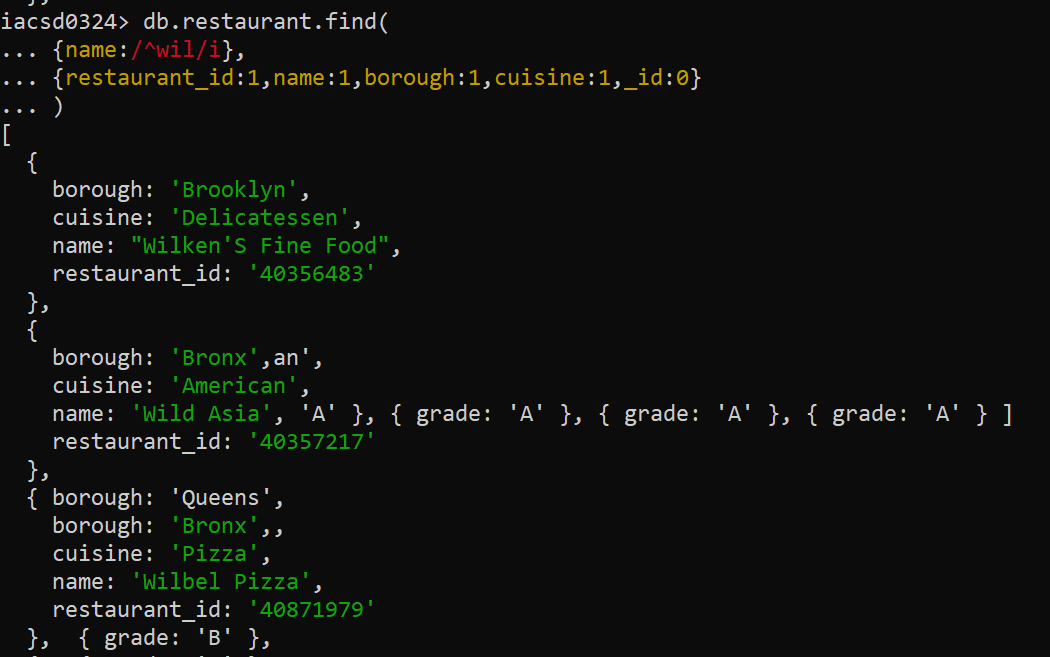 iacsd0324> db.restaurant.find(
... {name:/^wil/i},
... {restaurant_id:1,name:1,borough:1,cuisine:1,_id:0}
... )
[
  {
    borough: 'Brooklyn',
    cuisine: 'Delicatessen',
    name: "Wilken'S Fine Food",
    restaurant_id: '40356483'
  },
  {
    borough: 'Bronx',an',
    cuisine: 'American',
    name: 'Wild Asia', 'A' }, { grade: 'A' }, { grade: 'A' }, { grade: 'A' } ]
    restaurant_id: '40357217'
  },
  { borough: 'Queens',
    borough: 'Bronx',,
    cuisine: 'Pizza',
    name: 'Wilbel Pizza',
    restaurant_id: '40871979'
  },  { grade: 'B' },